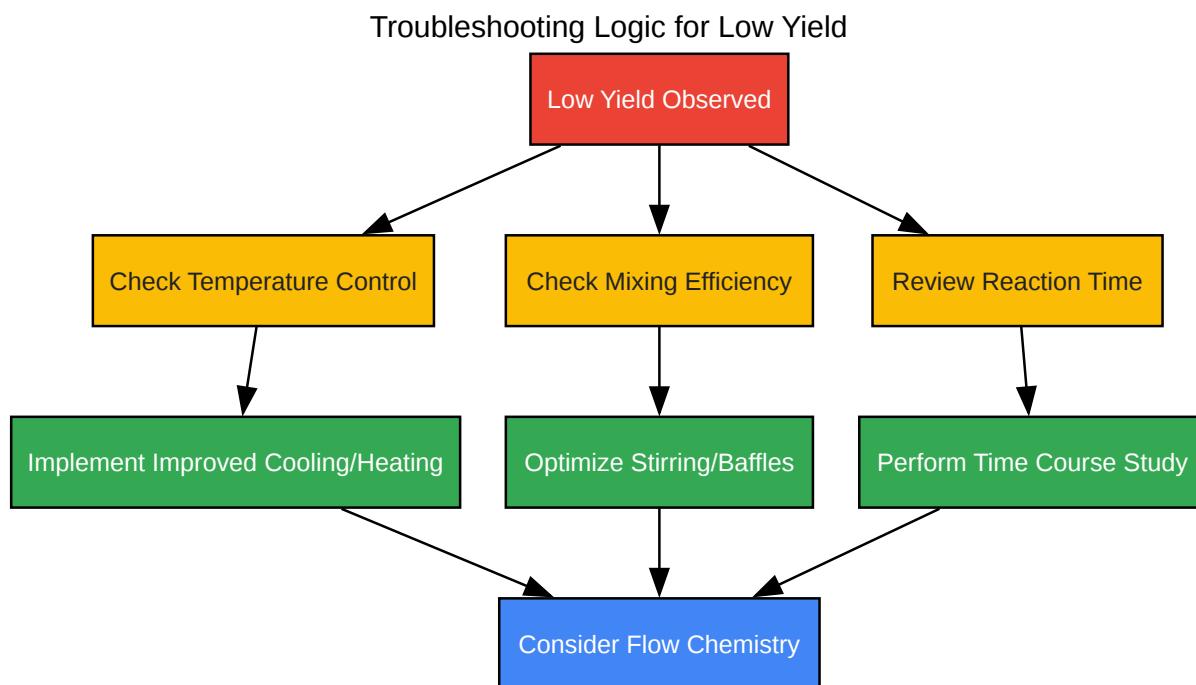 Troubleshooting Logic for Low Yield
Low Yield Observed
Check Temperature Control
Check Mixing Efficiency
Review Reaction Time
Implement Improved Cooling/Heating
Optimize Stirring/Baffles
Perform Time Course Study
Consider Flow Chemistry